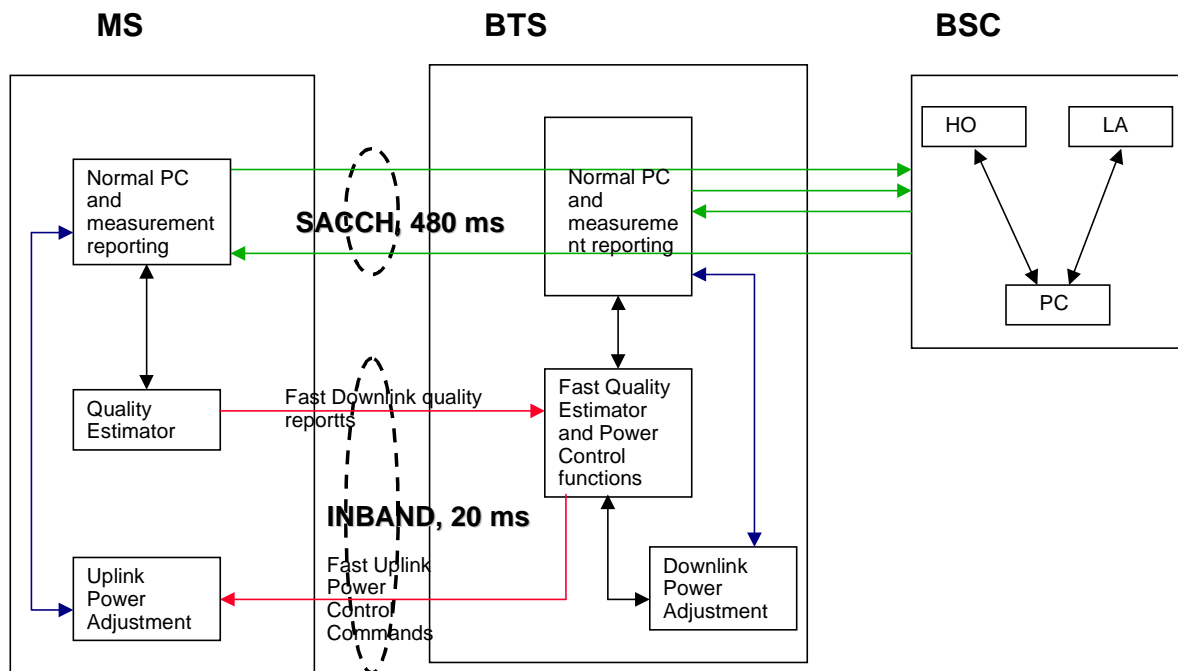 MS
BTS
BSC
HO
LA
Normal PC
and
measurement
reporting
Normal PC
and
measureme
nt reporting
SACCH, 480 ms
PC
Quality
Estimator
Fast Downlink quality
reportts
Fast Quality
Estimator
and Power
Control
functions
INBAND, 20 ms
Uplink
Power
Adjustment
Fast Uplink
Power
Control
Commands
Downlink
Power
Adjustment